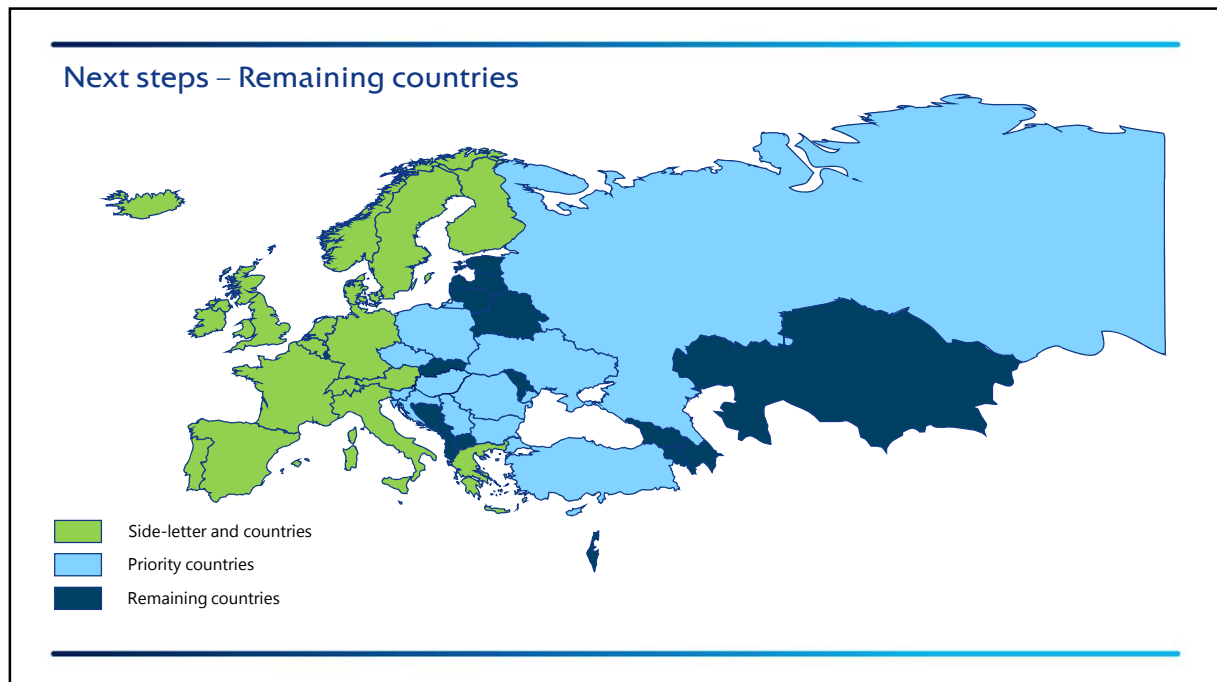 Next steps – Remaining countries
Side-letter and countries
Priority countries
Remaining countries